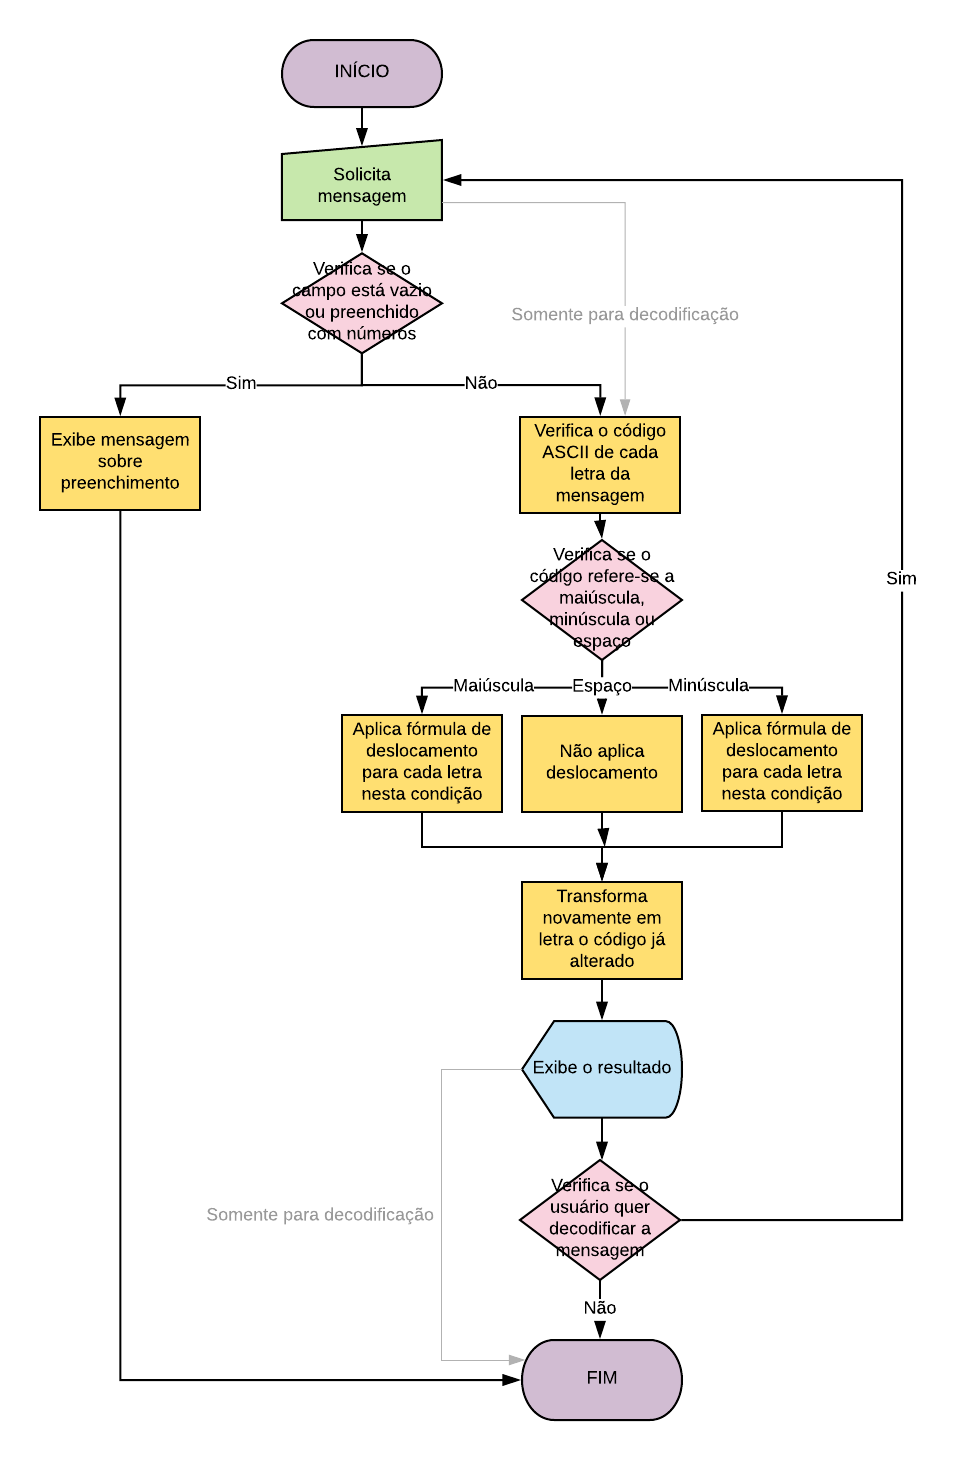 INÍCIO
Solicita
mensagem
Verifica se o
campo está vazio
ou preenchido
com números
Somente para decodificação
Sim
Não
Exibe mensagem
sobre
preenchimento
Verifica o código
ASCII de cada
letra da
mensagem
Verifica se o
código refere-se a
maiúscula,
minúscula ou
espaço
Sim
Maiúscula
Espaço
Minúscula
Aplica fórmula de
deslocamento
para cada letra
nesta condição
Não aplica
deslocamento
Aplica fórmula de
deslocamento
para cada letra
nesta condição
Transforma
novamente em
letra o código já
alterado
Exibe o resultado
Somente para decodificação
Verifica se o
usuário quer
decodificar a
mensagem
Não
FIM